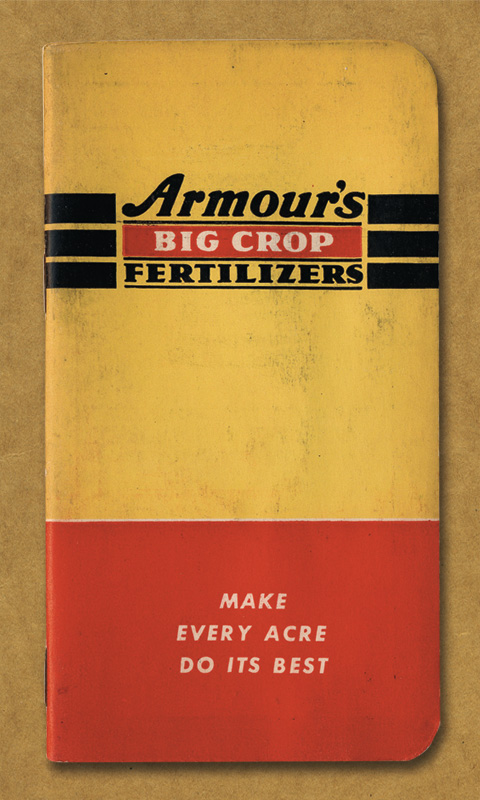 Armour's
BIG CROP
FERTILIZERS
MAKE
EVERY ACRE
DO ITS BEST